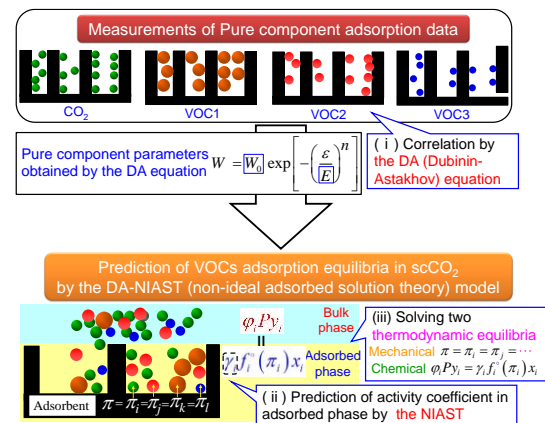 Measurements of Pure component adsorption data
CO₂ VOC1 VOC2 VOC3
Pure component parameters
obtained by the DA equation
W = W₀ exp[-(ε/E)ⁿ]
(ⅰ) Correlation by
the DA (Dubinin-
Astakhov) equation
Prediction of VOCs adsorption equilibria in scCO₂
by the DA-NIAST (non-ideal adsorbed solution theory) model
Bulk
phase
φᵢPyᵢ
=
γᵢfᵢ°(πᵢ)xᵢ
Adsorbed
phase
(iii) Solving two
thermodynamic equilibria
Mechanical π = πᵢ = πⱼ = ⋯
Chemical φᵢPyᵢ = γᵢfᵢ°(πᵢ)xᵢ
Adsorbent π = πᵢ = πⱼ = πₖ = πₗ
(ⅱ) Prediction of activity coefficient in
adsorbed phase by the NIAST